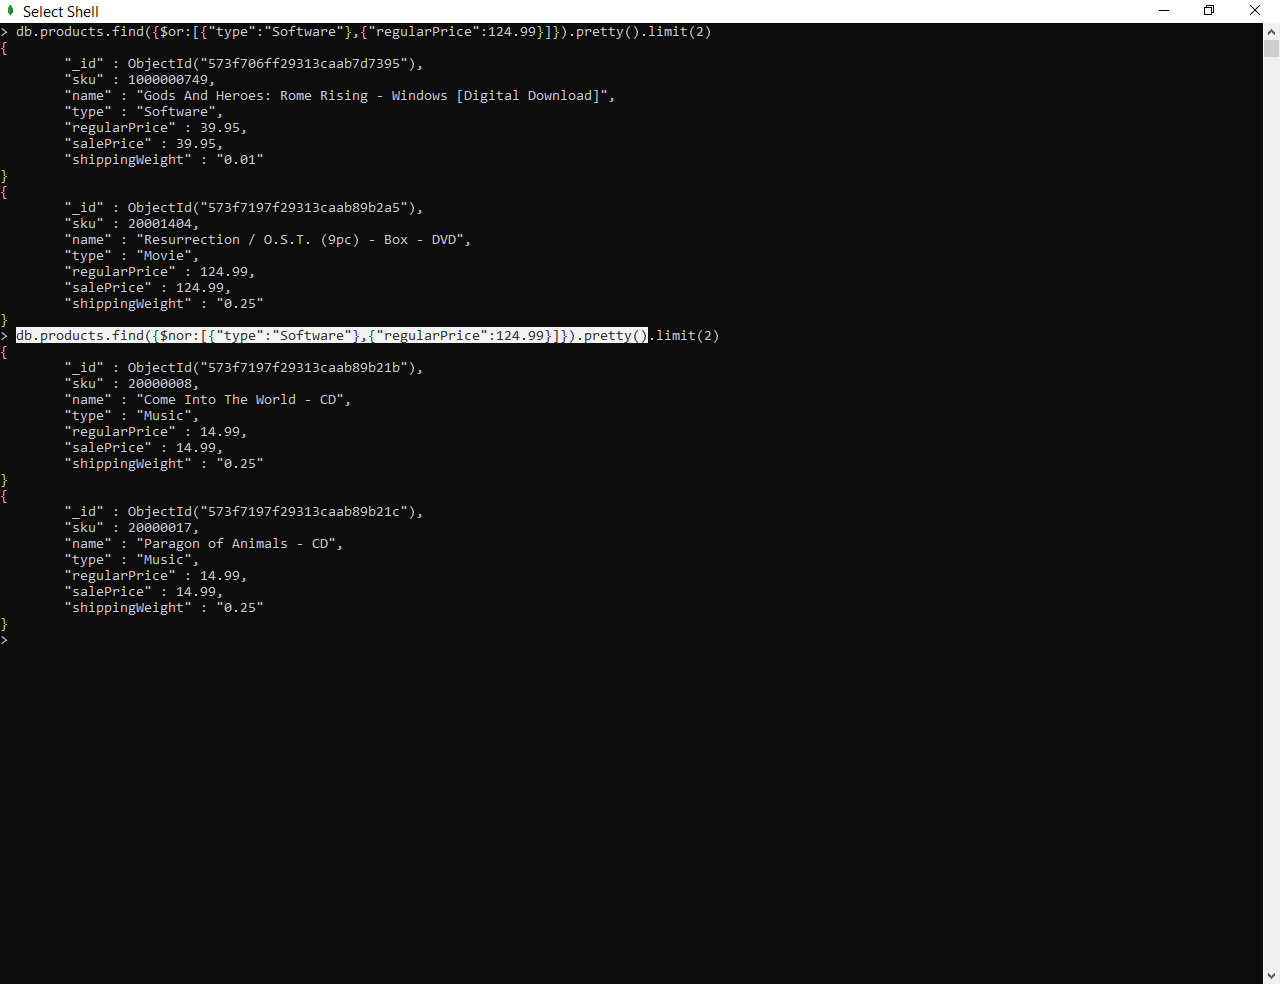 Select Shell
> db.products.find({$or:[{"type":"Software"},{"regularPrice":124.99}]}).pretty().limit(2)
{
        "_id" : ObjectId("573f706ff29313caab7d7395"),
        "sku" : 1000000749,
        "name" : "Gods And Heroes: Rome Rising - Windows [Digital Download]",
        "type" : "Software",
        "regularPrice" : 39.95,
        "salePrice" : 39.95,
        "shippingWeight" : "0.01"
}
{
        "_id" : ObjectId("573f7197f29313caab89b2a5"),
        "sku" : 20001404,
        "name" : "Resurrection / O.S.T. (9pc) - Box - DVD",
        "type" : "Movie",
        "regularPrice" : 124.99,
        "salePrice" : 124.99,
        "shippingWeight" : "0.25"
}
> db.products.find({$nor:[{"type":"Software"},{"regularPrice":124.99}]}).pretty().limit(2)
{
        "_id" : ObjectId("573f7197f29313caab89b21b"),
        "sku" : 20000008,
        "name" : "Come Into The World - CD",
        "type" : "Music",
        "regularPrice" : 14.99,
        "salePrice" : 14.99,
        "shippingWeight" : "0.25"
}
{
        "_id" : ObjectId("573f7197f29313caab89b21c"),
        "sku" : 20000017,
        "name" : "Paragon of Animals - CD",
        "type" : "Music",
        "regularPrice" : 14.99,
        "salePrice" : 14.99,
        "shippingWeight" : "0.25"
}
>